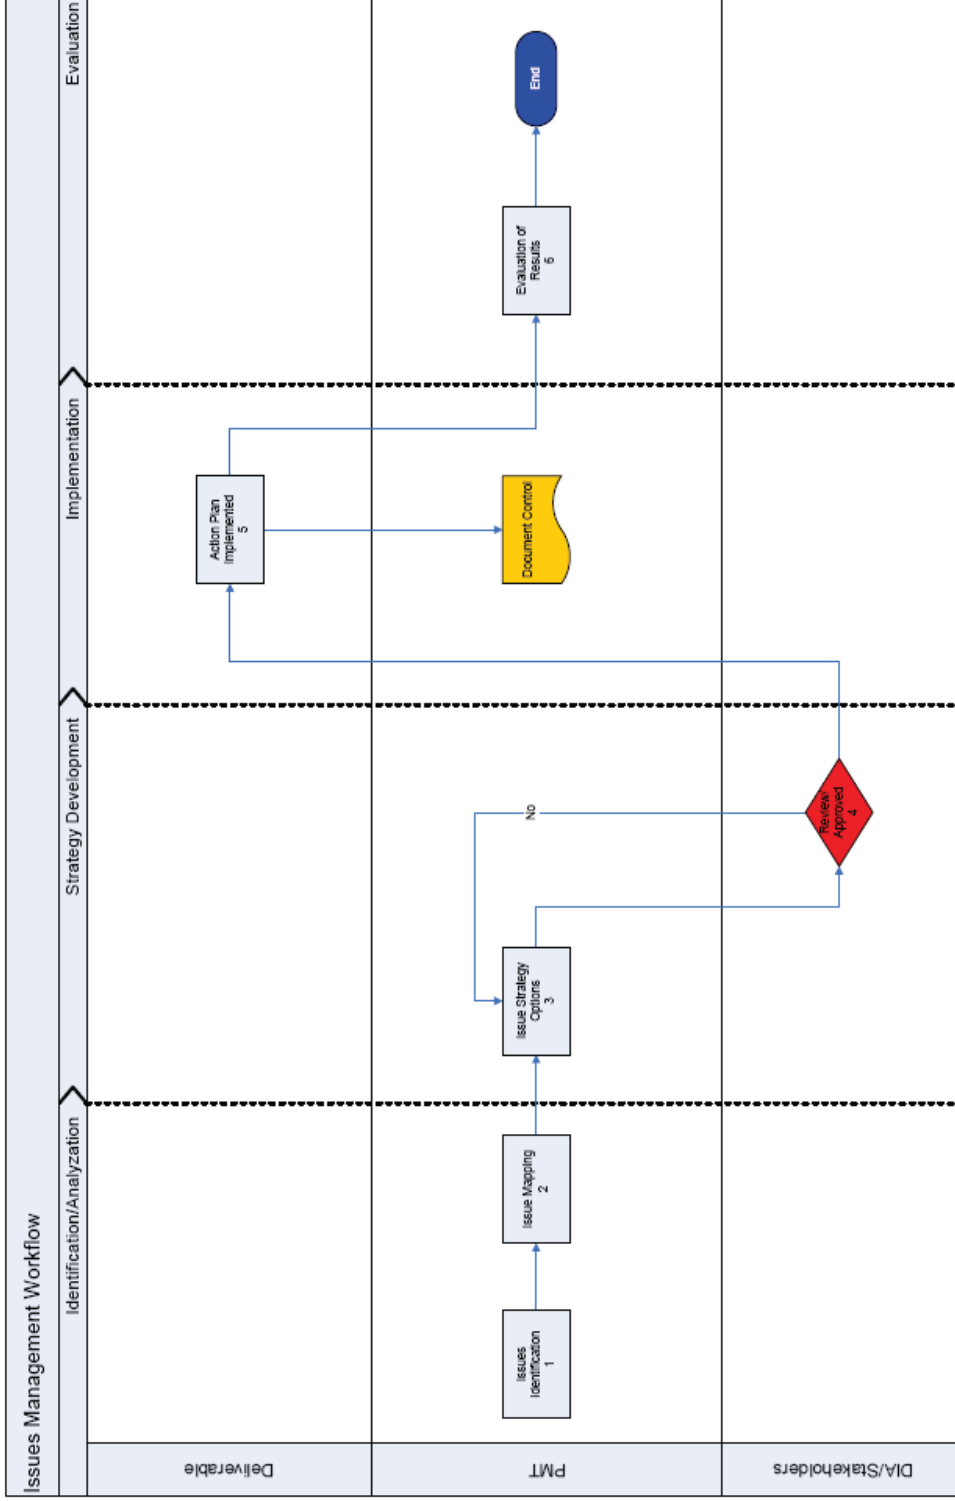 Issues Management Workflow
Identification/Analyzation
Strategy Development
Implementation
Evaluation
Deliverable
Action Plan
Implemented
5
PMT
Issues
Identification
1
Issue Mapping
2
Issue Strategy
Options
3
No
Document Control
Evaluation of
Results
6
End
DIA/Stakeholders
Review/
Approved
4